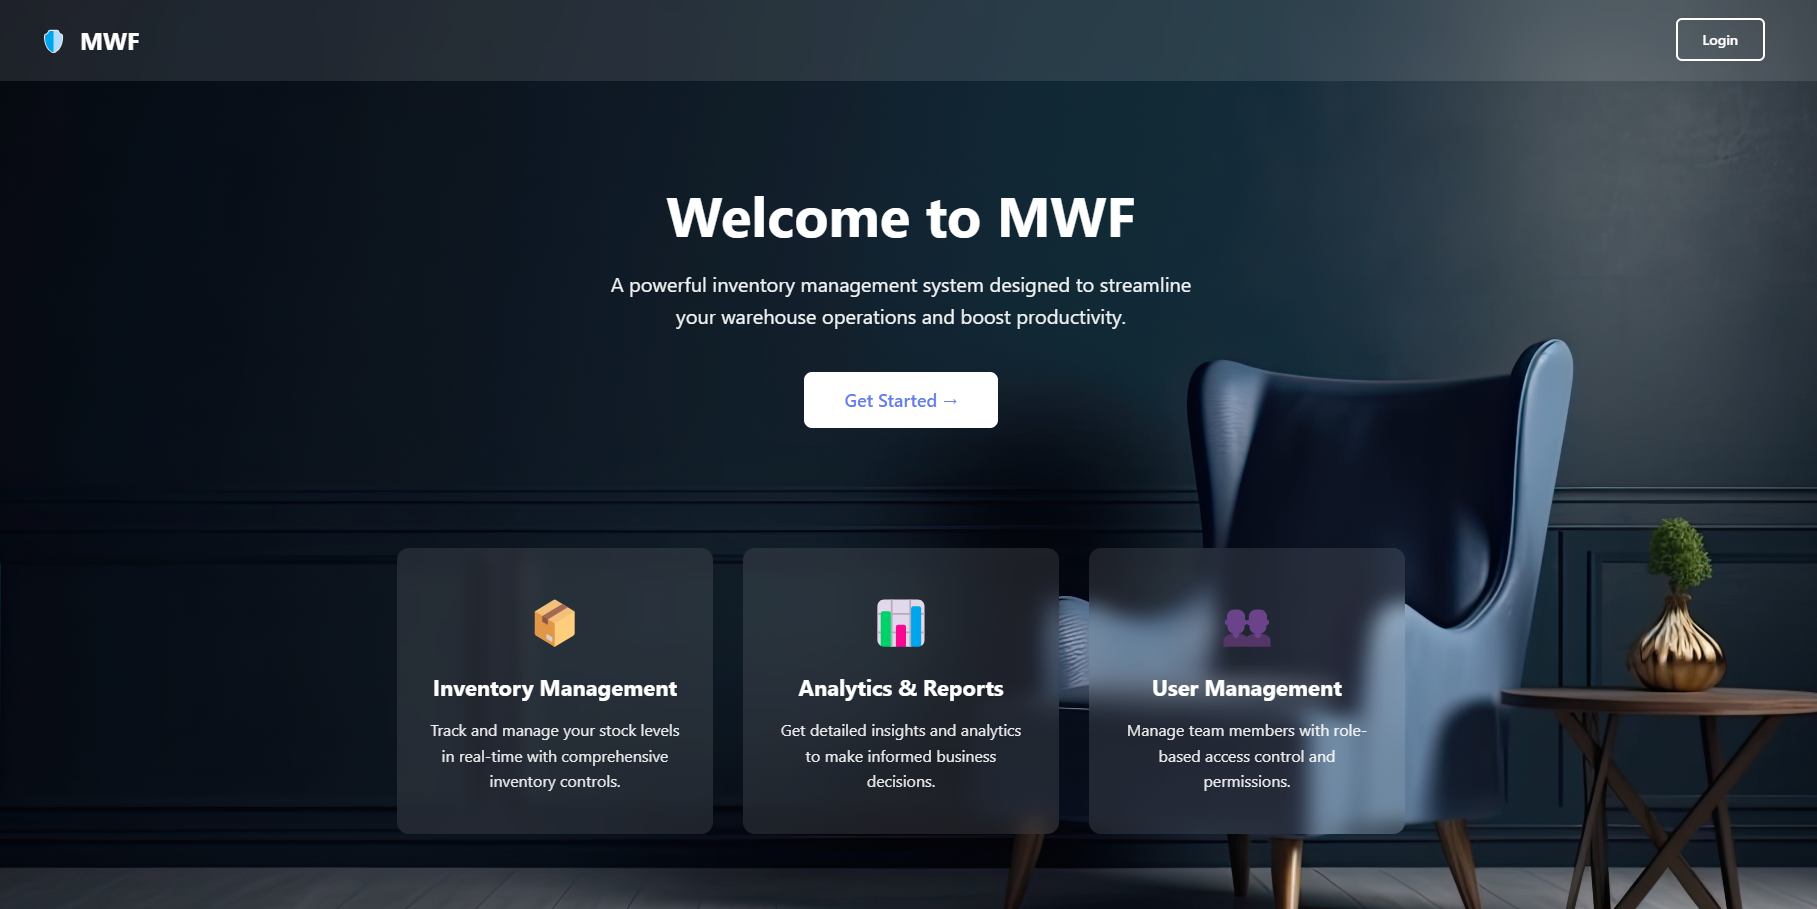 MWF
Login
Welcome to MWF
A powerful inventory management system designed to streamline
your warehouse operations and boost productivity.
Get Started →
Inventory Management
Track and manage your stock levels
in real-time with comprehensive
inventory controls.
Analytics & Reports
Get detailed insights and analytics
to make informed business
decisions.
User Management
Manage team members with role-
based access control and
permissions.